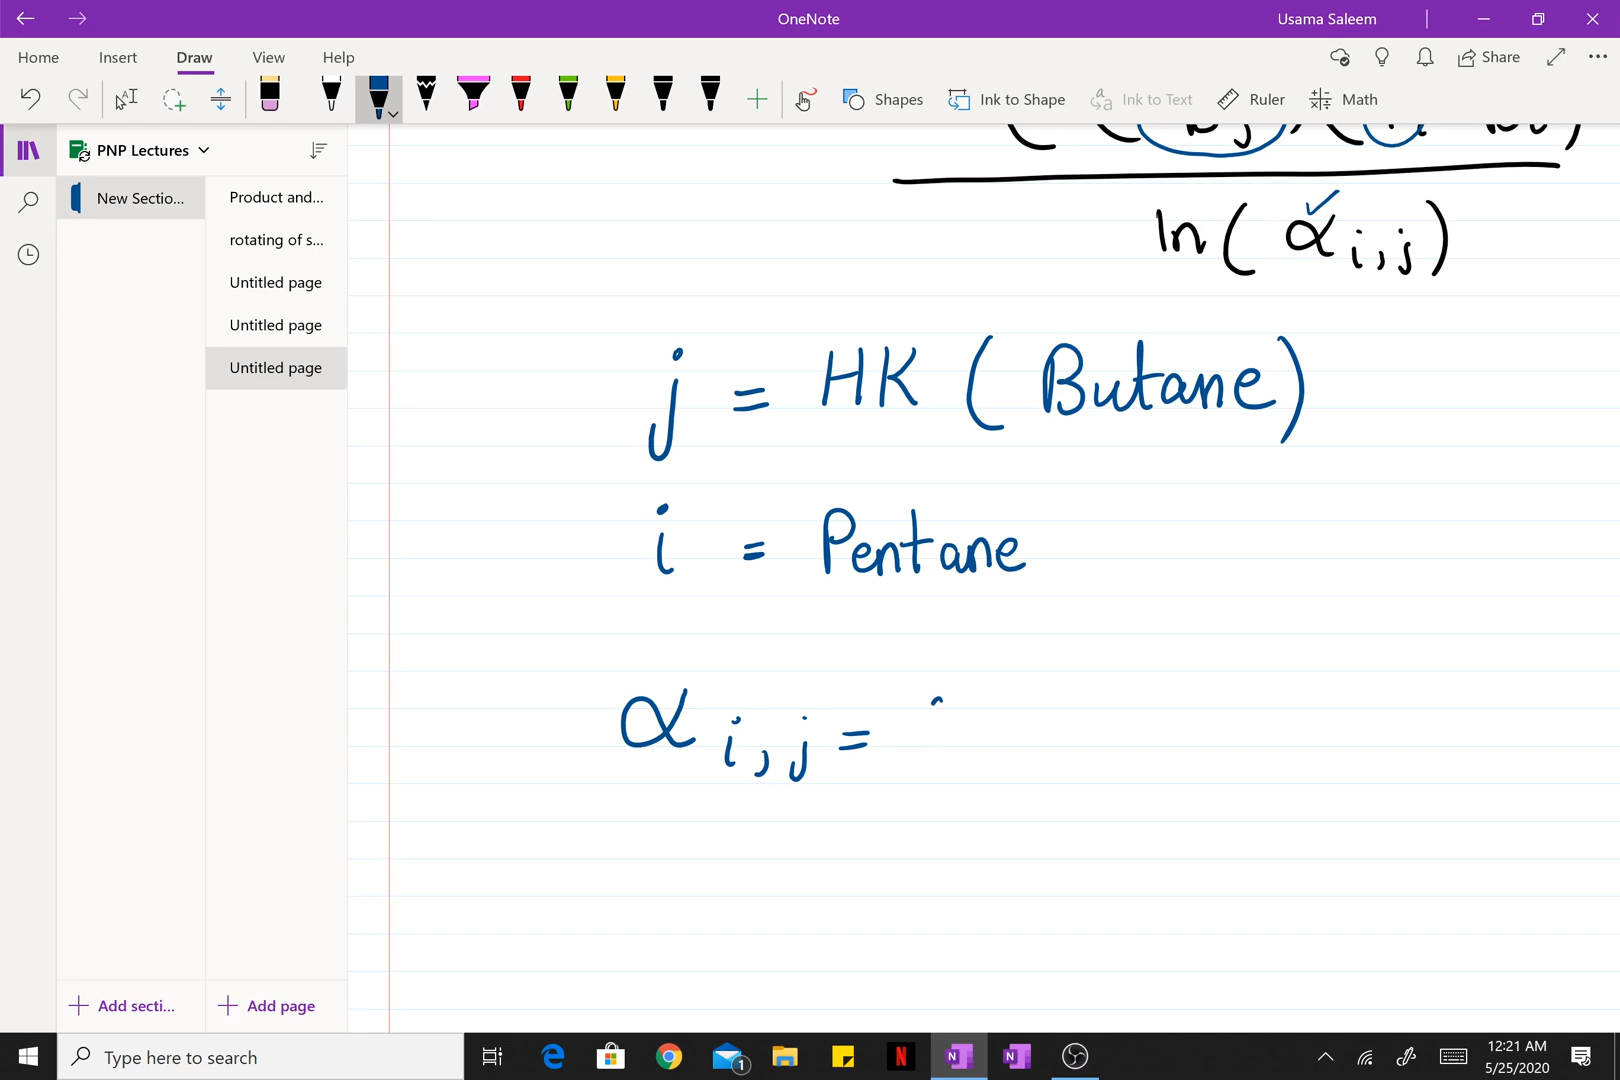 OneNote
Usama Saleem
Home Insert Draw View Help
Share
Shapes Ink to Shape Ink to Text Ruler Math
PNP Lectures
New Sectio...
Product and...
rotating of s...
Untitled page
Untitled page
Untitled page
ln( α i,j )
j = HK ( Butane )
i = Pentane
α i,j =
Add secti...
Add page
Type here to search
1
12:21 AM
5/25/2020